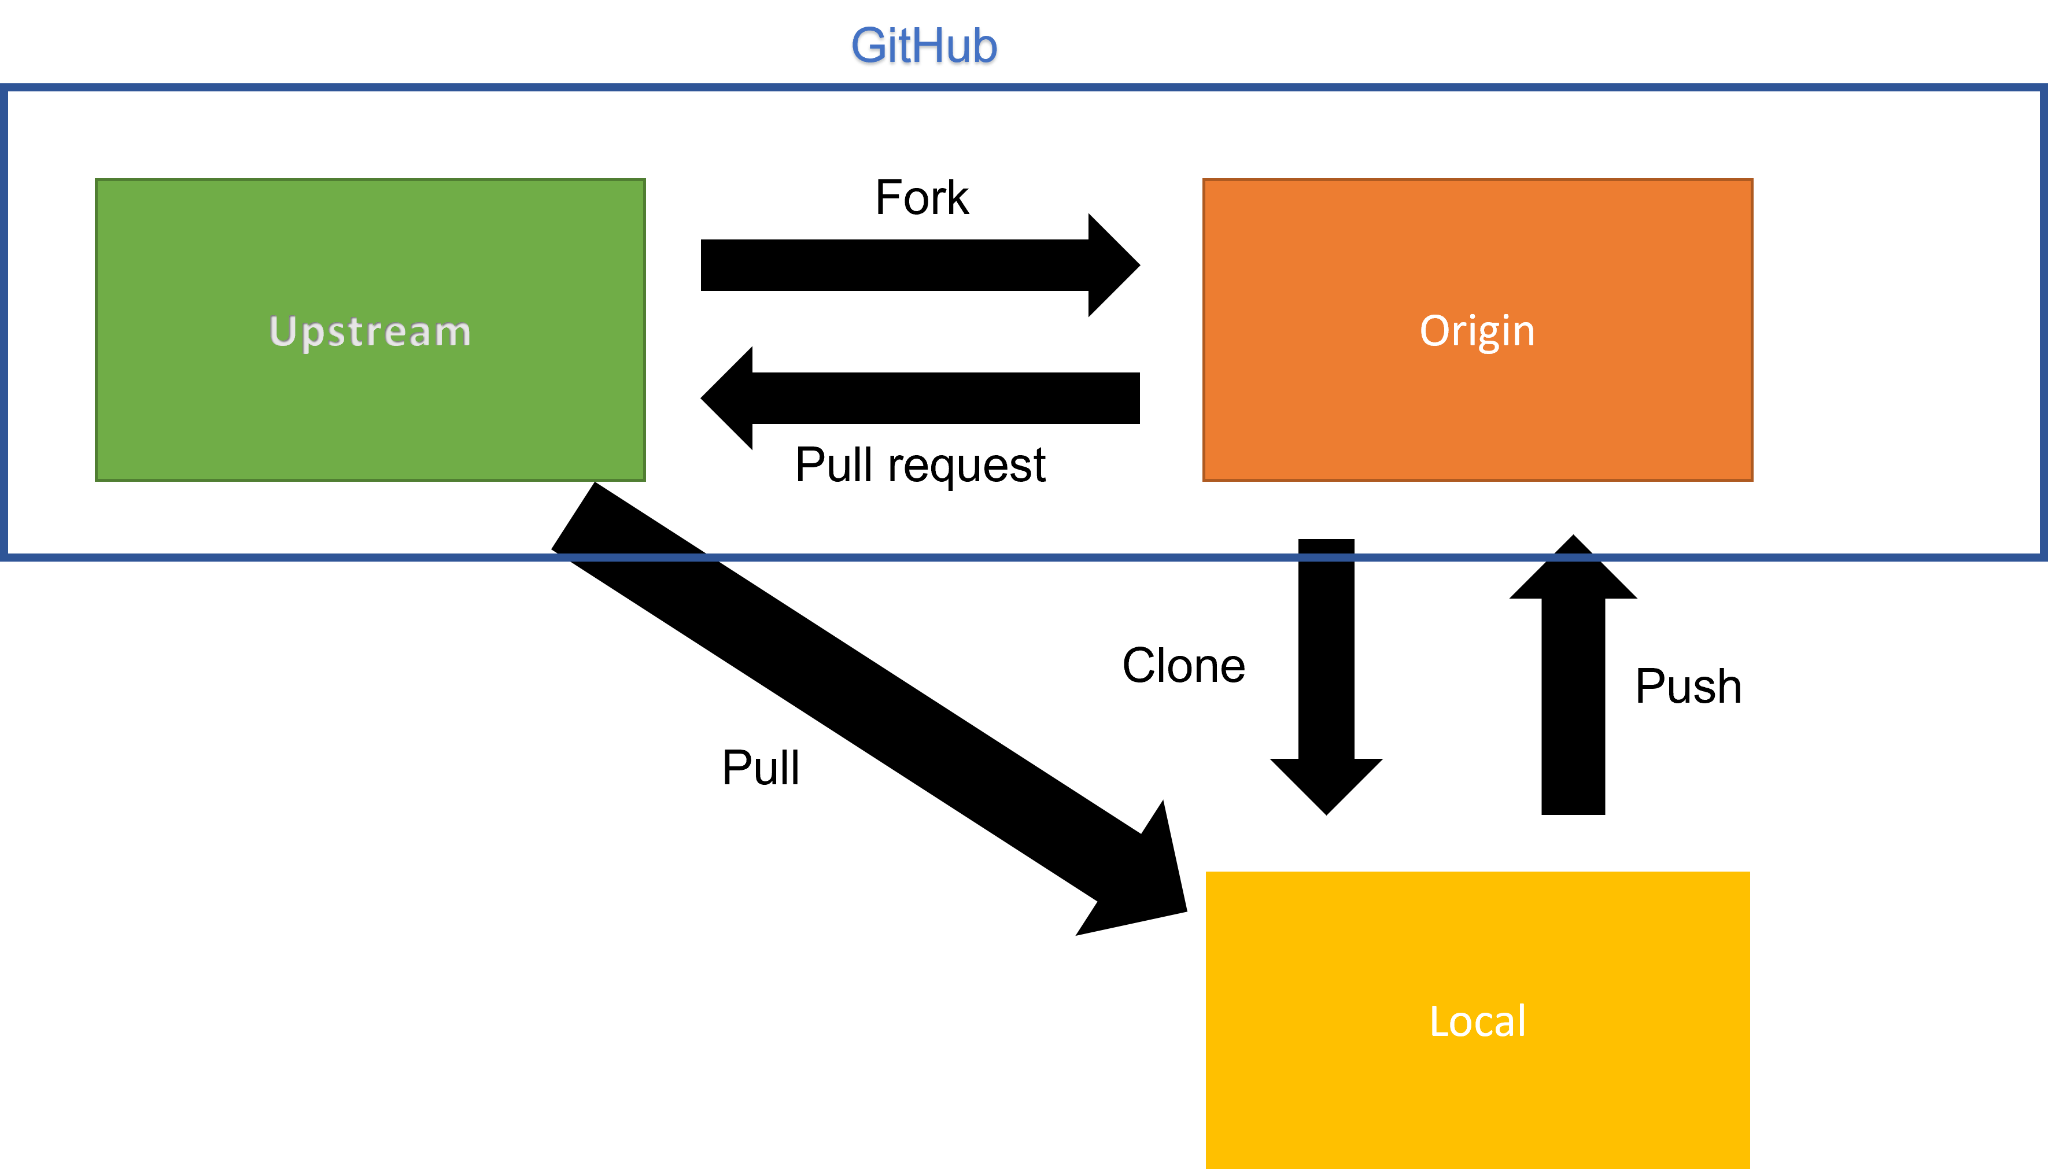 GitHub
Fork
Upstream
Origin
Pull request
Clone
Push
Pull
Local